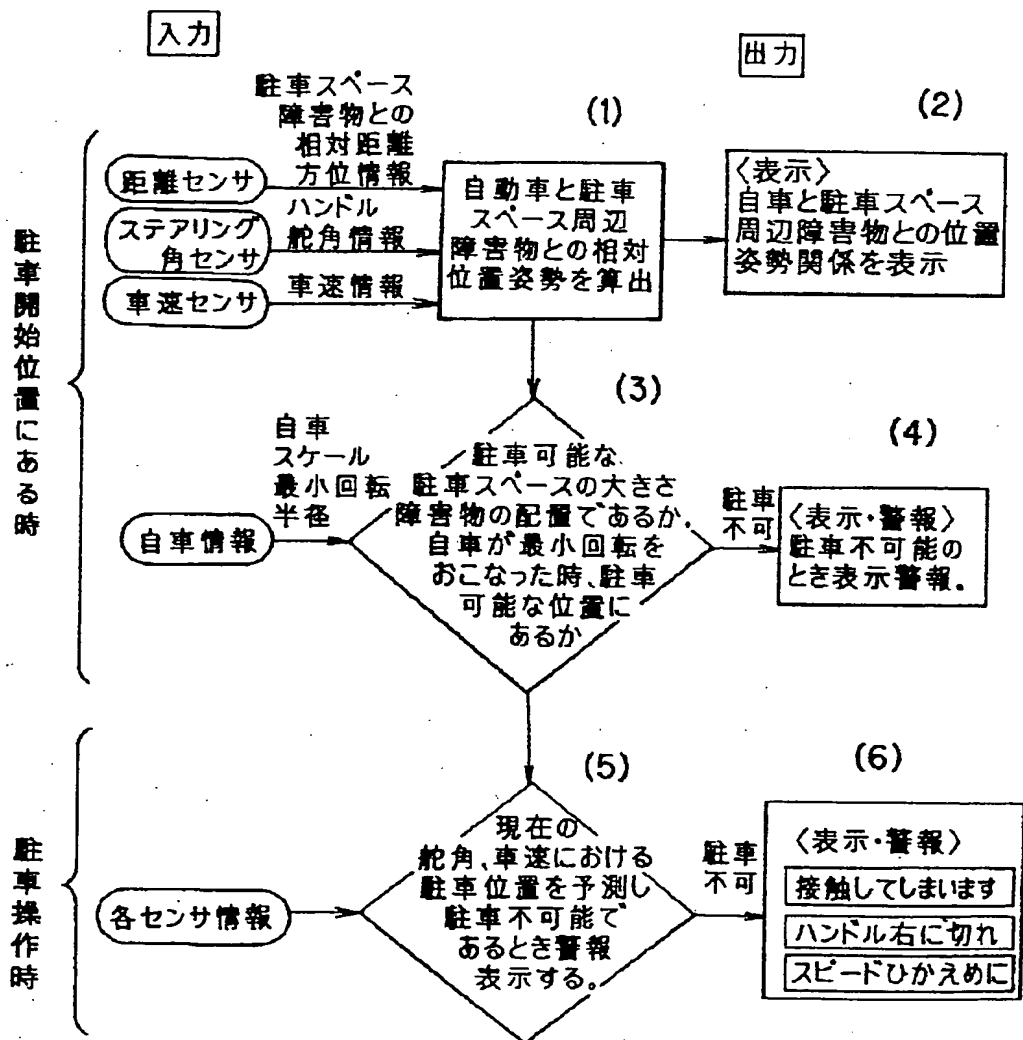 入力
出力
駐車スペース
障害物との
相対距離
方位情報
(1)
(2)
距離センサ
ステアリング
角センサ
車速センサ
ハンドル
舵角情報
車速情報
自動車と駐車
スペース周辺
障害物との相対
位置姿勢を算出
〈表示〉
自車と駐車スペース
周辺障害物との位置
姿勢関係を表示
駐車開始位置にある時
(3)
(4)
自車
スケール
最小回転
半径
自車情報
駐車可能な
駐車スペースの大きさ
障害物の配置であるか.
自車が最小回転を
おこなった時、駐車
可能な位置に
あるか
駐車
不可
〈表示・警報〉
駐車不可能の
とき表示警報.
駐車操作時
(5)
(6)
各センサ情報
現在の
舵角、車速における
駐車位置を予測し
駐車不可能で
あるとき警報
表示する。
駐車
不可
〈表示・警報〉
接触してしまいます
ハンドル右に切れ
スピードひかえめに